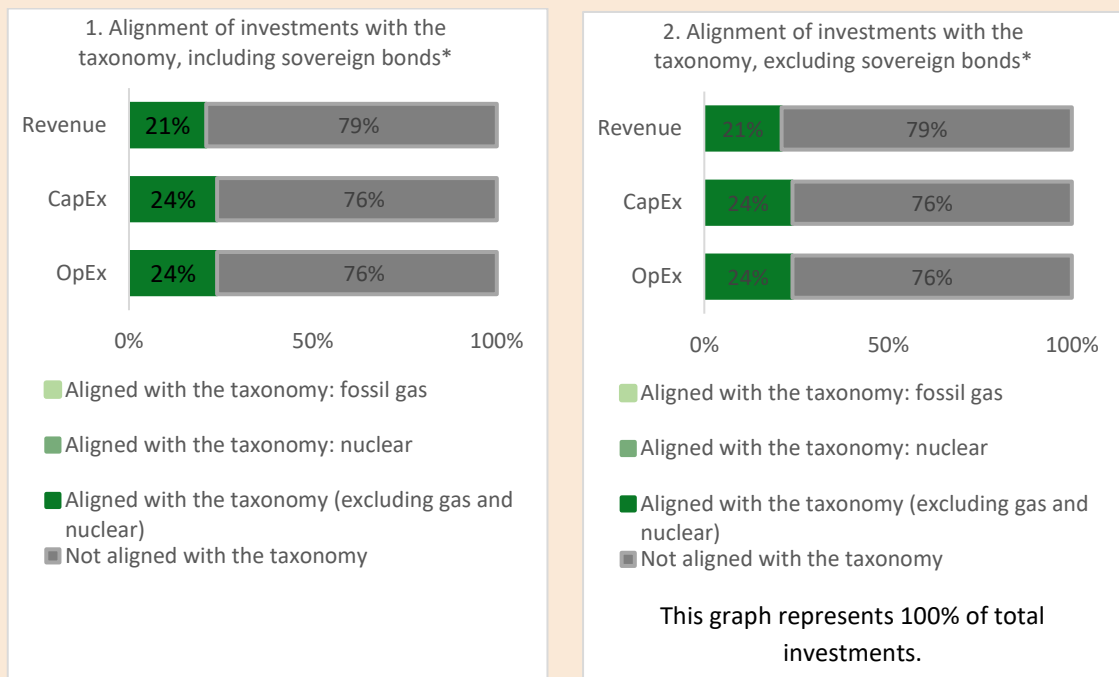 1. Alignment of investments with the
taxonomy, including sovereign bonds*
Revenue 21% 79%
CapEx 24% 76%
OpEx 24% 76%
0% 50% 100%
Aligned with the taxonomy: fossil gas
Aligned with the taxonomy: nuclear
Aligned with the taxonomy (excluding gas and
nuclear)
Not aligned with the taxonomy
2. Alignment of investments with the
taxonomy, excluding sovereign bonds*
Revenue 21% 79%
CapEx 24% 76%
OpEx 24% 76%
0% 50% 100%
Aligned with the taxonomy: fossil gas
Aligned with the taxonomy: nuclear
Aligned with the taxonomy (excluding gas and
nuclear)
Not aligned with the taxonomy
This graph represents 100% of total
investments.